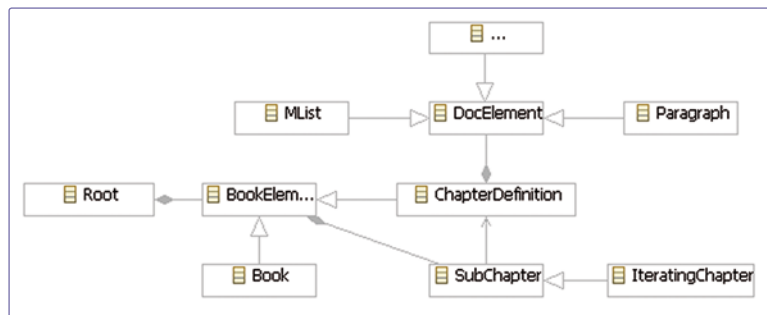 ...
MList
DocElement
Paragraph
Root
BookElem...
ChapterDefinition
Book
SubChapter
IteratingChapter